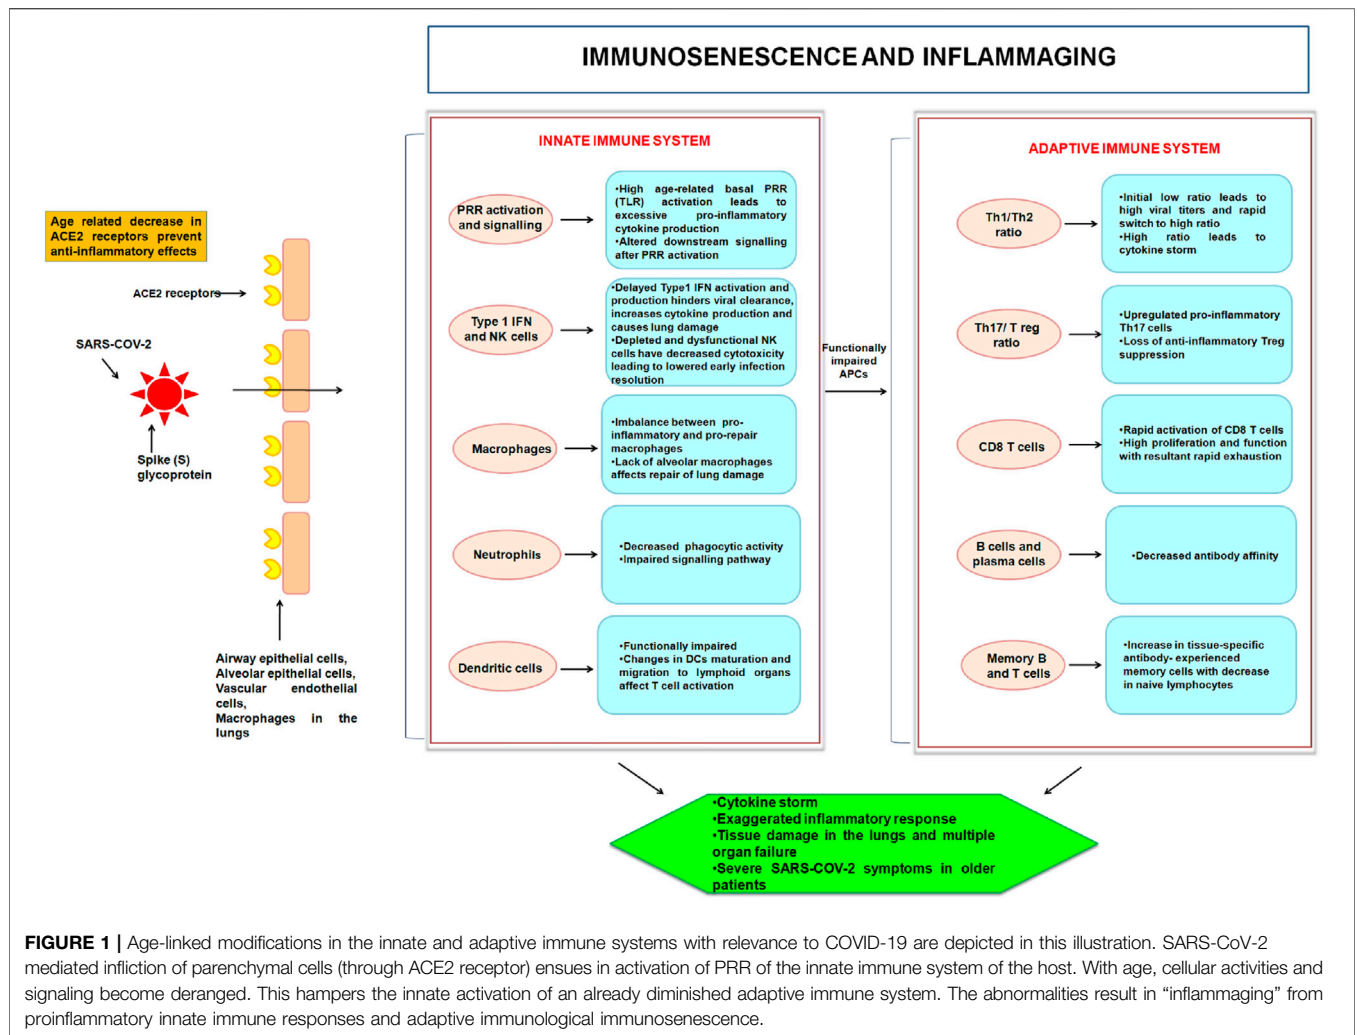 IMMUNOSENESCENCE AND INFLAMMAGING
Age related decrease in
ACE2 receptors prevent
anti-inflammatory effects
ACE2 receptors
SARS-COV-2
Spike (S)
glycoprotein
Airway epithelial cells,
Alveolar epithelial cells,
Vascular endothelial
cells,
Macrophages in the
lungs
INNATE IMMUNE SYSTEM
PRR activation
and signalling
•High age-related basal PRR
(TLR) activation leads to
excessive pro-inflammatory
cytokine production
•Altered downstream signalling
after PRR activation
Type 1 IFN
and NK cells
•Delayed Type1 IFN activation and
production hinders viral clearance,
increases cytokine production and
causes lung damage
•Depleted and dysfunctional NK
cells have decreased cytotoxicity
leading to lowered early infection
resolution
Macrophages
•Imbalance between pro-
inflammatory and pro-repair
macrophages
•Lack of alveolar macrophages
affects repair of lung damage
Neutrophils
•Decreased phagocytic activity
•Impaired signalling pathway
Dendritic cells
•Functionally impaired
•Changes in DCs maturation and
migration to lymphoid organs
affect T cell activation
Functionally
impaired
APCs
ADAPTIVE IMMUNE SYSTEM
Th1/Th2
ratio
•Initial low ratio leads to
high viral titers and rapid
switch to high ratio
•High ratio leads to
cytokine storm
Th17/ T reg
ratio
•Upregulated pro-inflammatory
Th17 cells
•Loss of anti-inflammatory Treg
suppression
CD8 T cells
•Rapid activation of CD8 T cells
•High proliferation and function
with resultant rapid exhaustion
B cells and
plasma cells
•Decreased antibody affinity
Memory B
and T cells
•Increase in tissue-specific
antibody- experienced
memory cells with decrease
in naive lymphocytes
•Cytokine storm
•Exaggerated inflammatory response
•Tissue damage in the lungs and multiple
organ failure
•Severe SARS-COV-2 symptoms in older
patients
FIGURE 1 | Age-linked modifications in the innate and adaptive immune systems with relevance to COVID-19 are depicted in this illustration. SARS-CoV-2
mediated infliction of parenchymal cells (through ACE2 receptor) ensues in activation of PRR of the innate immune system of the host. With age, cellular activities and
signaling become deranged. This hampers the innate activation of an already diminished adaptive immune system. The abnormalities result in “inflammaging” from
proinflammatory innate immune responses and adaptive immunological immunosenescence.